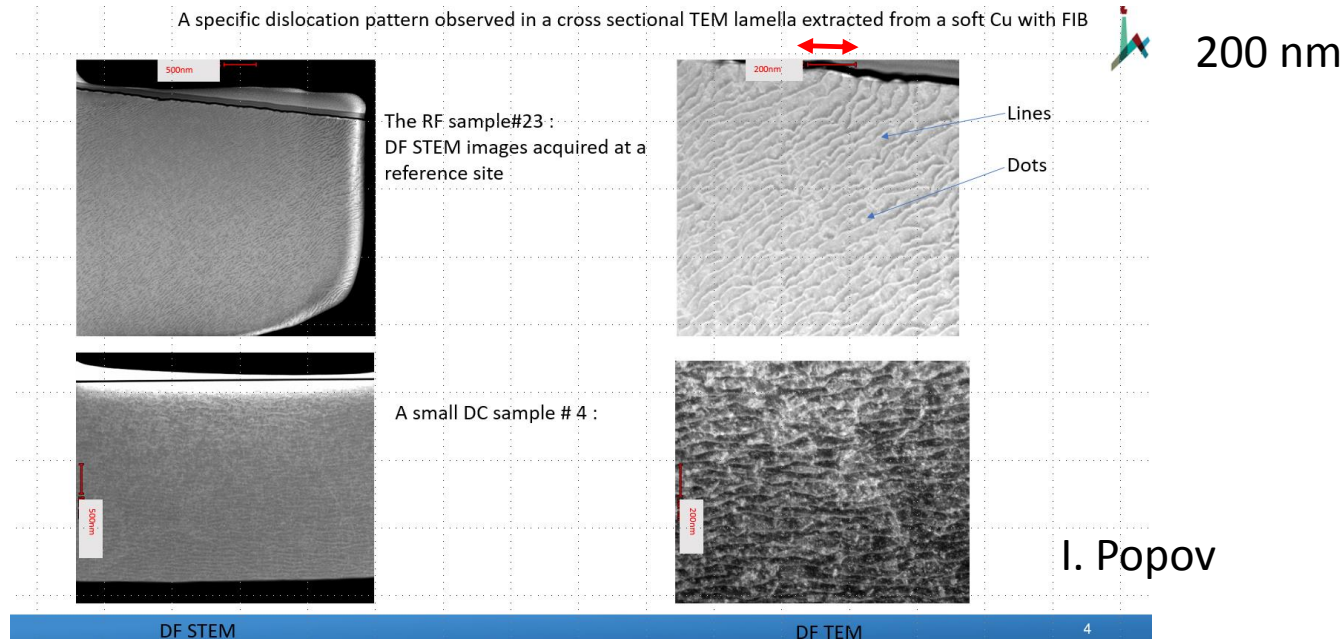 A specific dislocation pattern observed in a cross sectional TEM lamella extracted from a soft Cu with FIB
200 nm
500nm
200nm
The RF sample#23 :
DF STEM images acquired at a
reference site
Lines
Dots
A small DC sample # 4 :
500nm
200nm
I. Popov
DF STEM
DF TEM
4